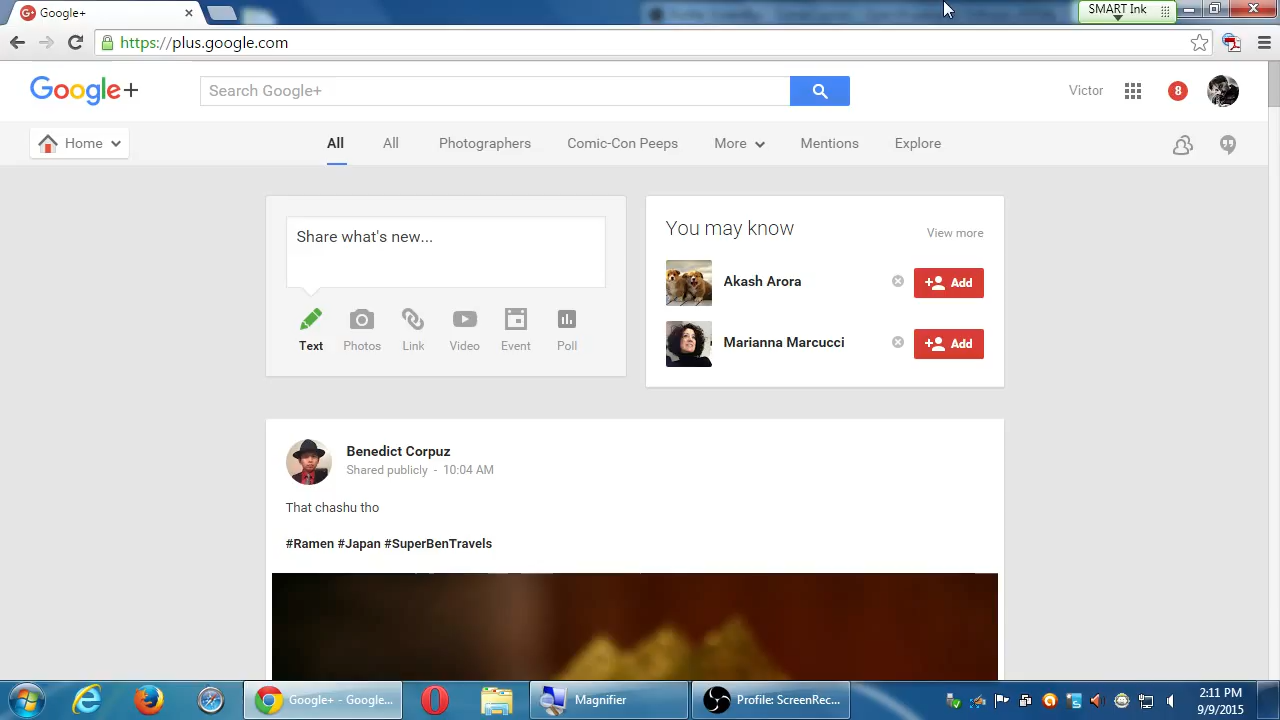 Google+
SMART Ink
https://plus.google.com
Google+
Search Google+
Victor
8
Home
All
All
Photographers
Comic-Con Peeps
More
Mentions
Explore
Share what's new...
Text
Photos
Link
Video
Event
Poll
You may know
View more
Akash Arora
Add
Marianna Marcucci
Add
Benedict Corpuz
Shared publicly - 10:04 AM
That chashu tho
#Ramen #Japan #SuperBenTravels
Google+ - Google...
Magnifier
Profile: ScreenRec...
2:11 PM
9/9/2015